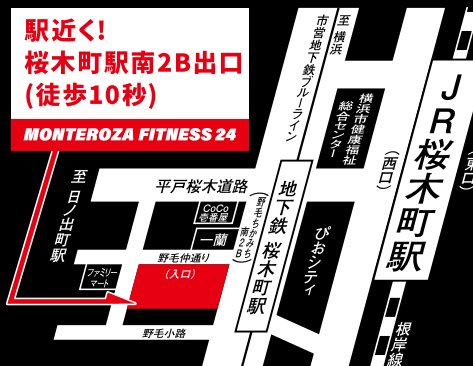 駅近く!
桜木町駅南2B出口
(徒歩10秒)
MONTEROZA FITNESS 24
至 横浜
市営地下鉄ブルーライン
横浜市健康福祉
総合センター
JR桜木町駅
(西口)
(東口)
至 日ノ出町駅
平戸桜木道路
CoCo
壱番屋
一蘭
(野毛ちかみち)
南2B
地下鉄 桜木町駅
ぴおシティ
野毛仲通り
(入口)
ファミリー
マート
野毛小路
根岸線